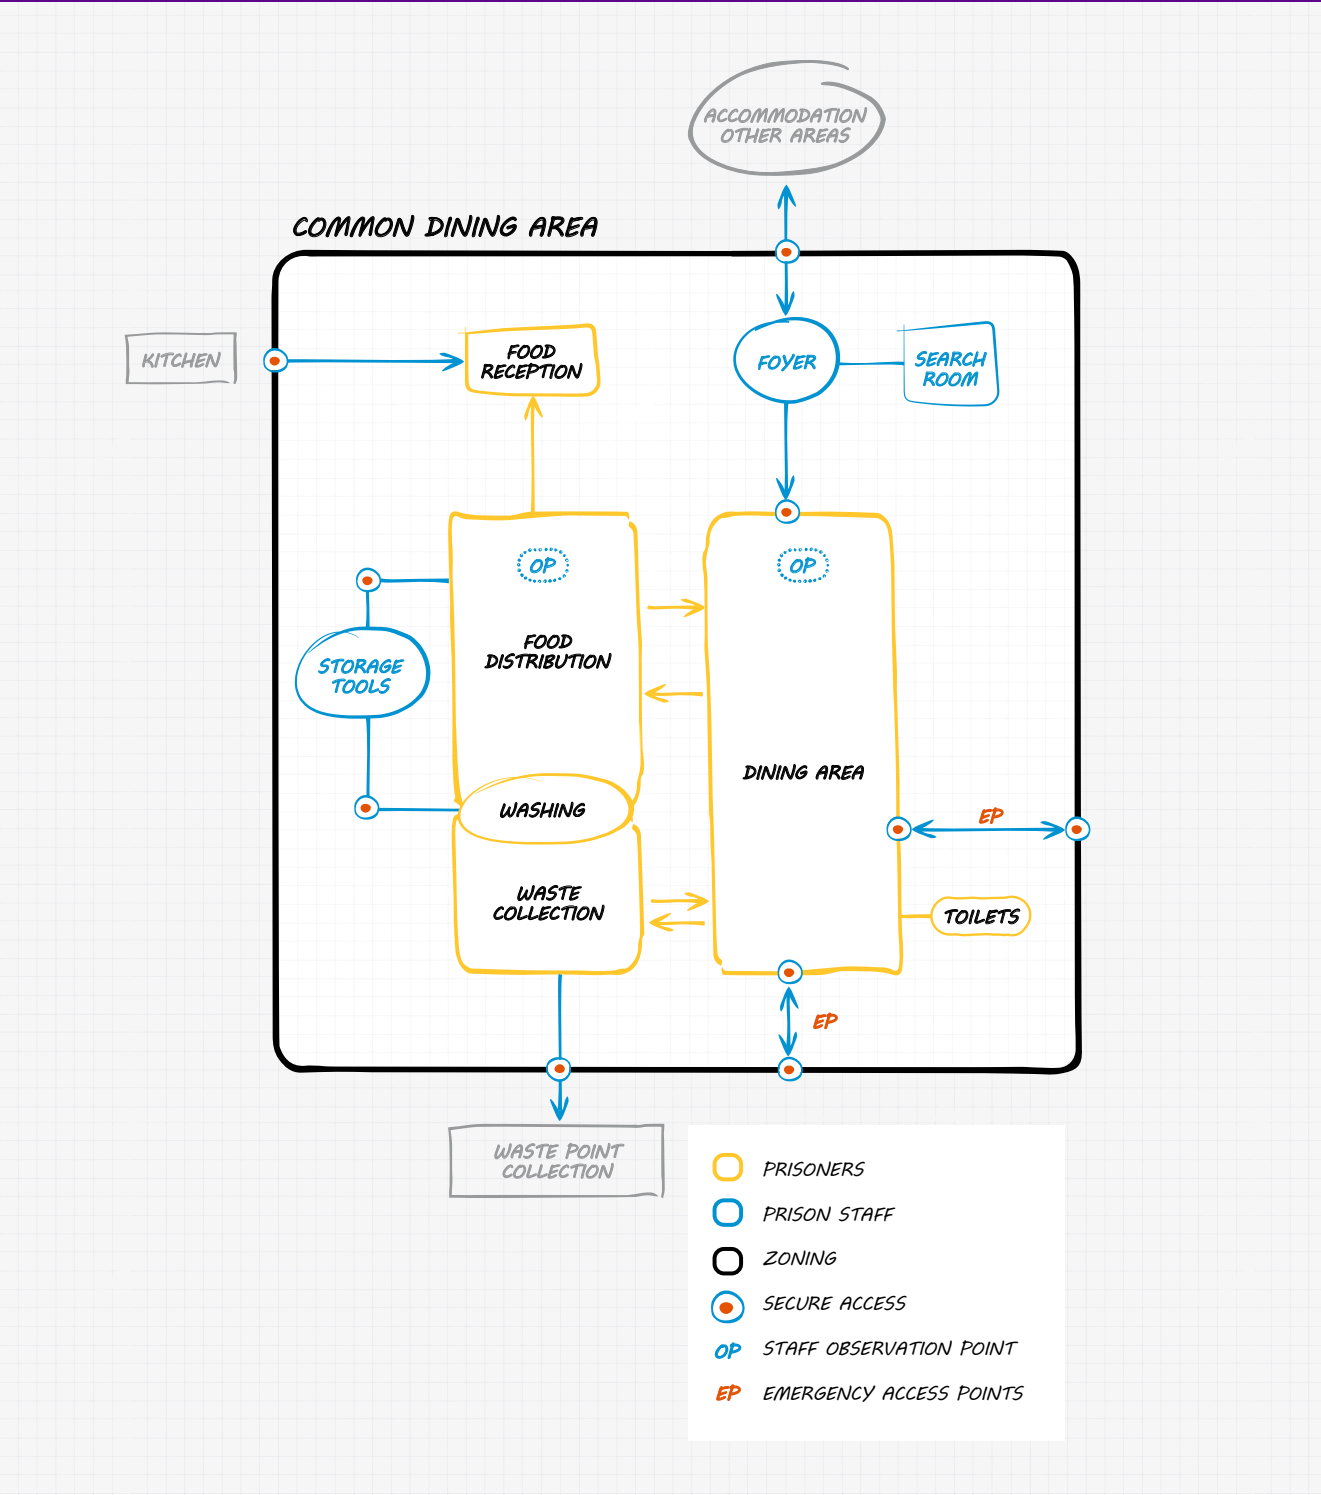 ACCOMMODATION
OTHER AREAS
COMMON DINING AREA
KITCHEN
FOOD
RECEPTION
FOYER
SEARCH
ROOM
OP
OP
FOOD
DISTRIBUTION
STORAGE
TOOLS
DINING AREA
WASHING
EP
WASTE
COLLECTION
TOILETS
EP
WASTE POINT
COLLECTION
PRISONERS
PRISON STAFF
ZONING
SECURE ACCESS
OP STAFF OBSERVATION POINT
EP EMERGENCY ACCESS POINTS